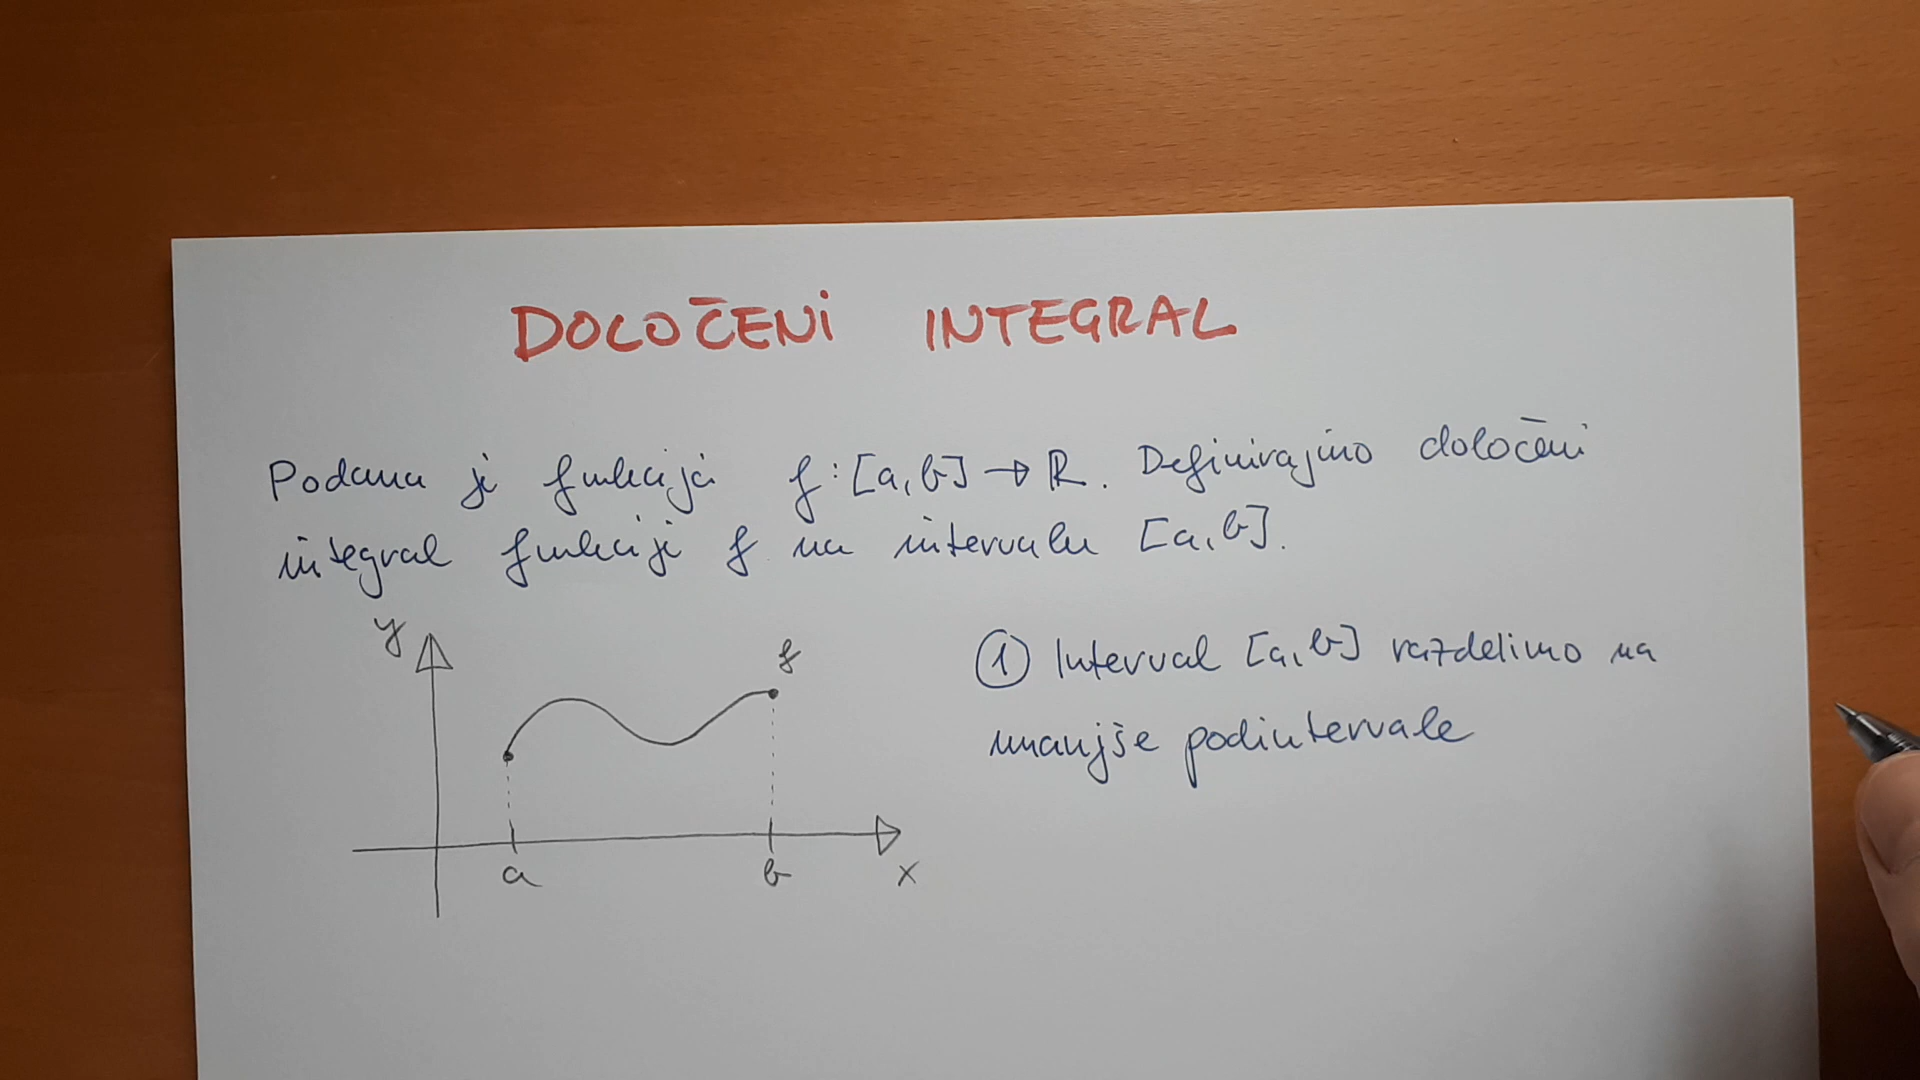 DOLOČENI INTEGRAL
Podana je funkcija f: [a,b] → ℝ. Definirajmo določeni
integral funkcije f na intervalu [a,b].
y
f
① Interval [a,b] razdelimo na
manjše podintervale
a b x